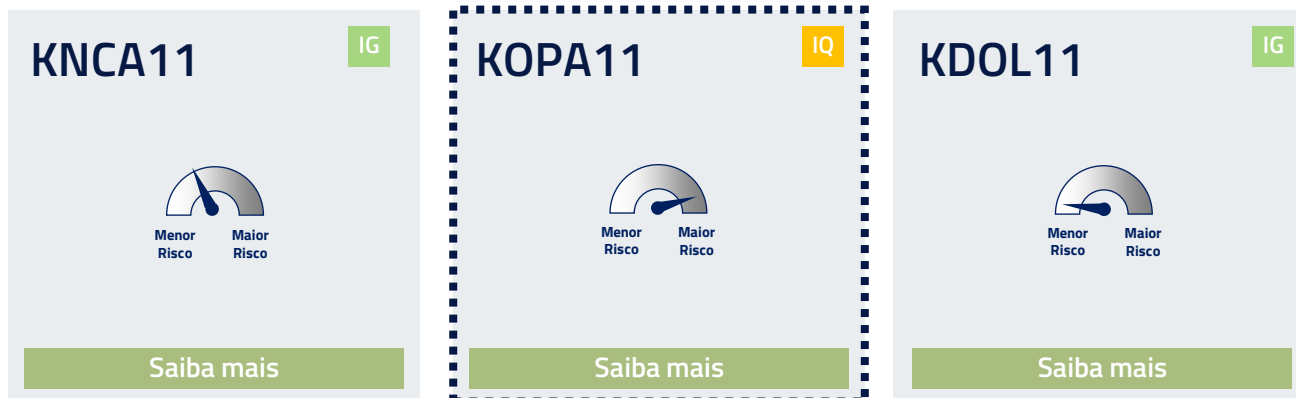 KNCA11
IG
Menor Maior
Risco Risco
Saiba mais
KOPA11
IQ
Menor Maior
Risco Risco
Saiba mais
KDOL11
IG
Menor Maior
Risco Risco
Saiba mais